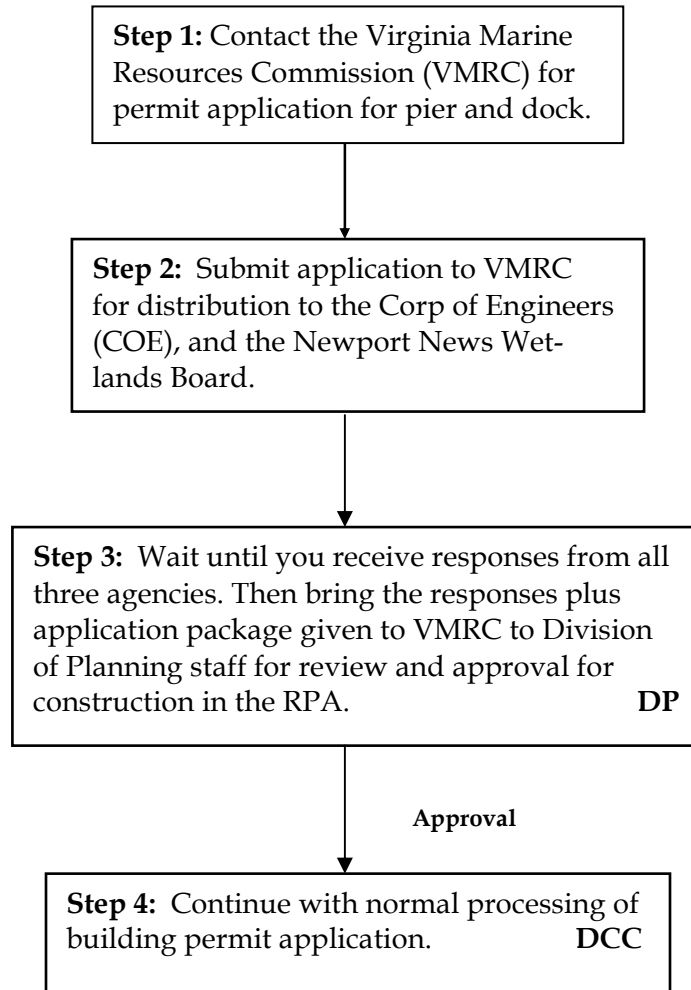 Step 1: Contact the Virginia Marine
Resources Commission (VMRC) for
permit application for pier and dock.
Step 2: Submit application to VMRC
for distribution to the Corp of Engineers
(COE), and the Newport News Wet-
lands Board.
Step 3: Wait until you receive responses from all
three agencies. Then bring the responses plus
application package given to VMRC to Division
of Planning staff for review and approval for
construction in the RPA. DP
Approval
Step 4: Continue with normal processing of
building permit application. DCC